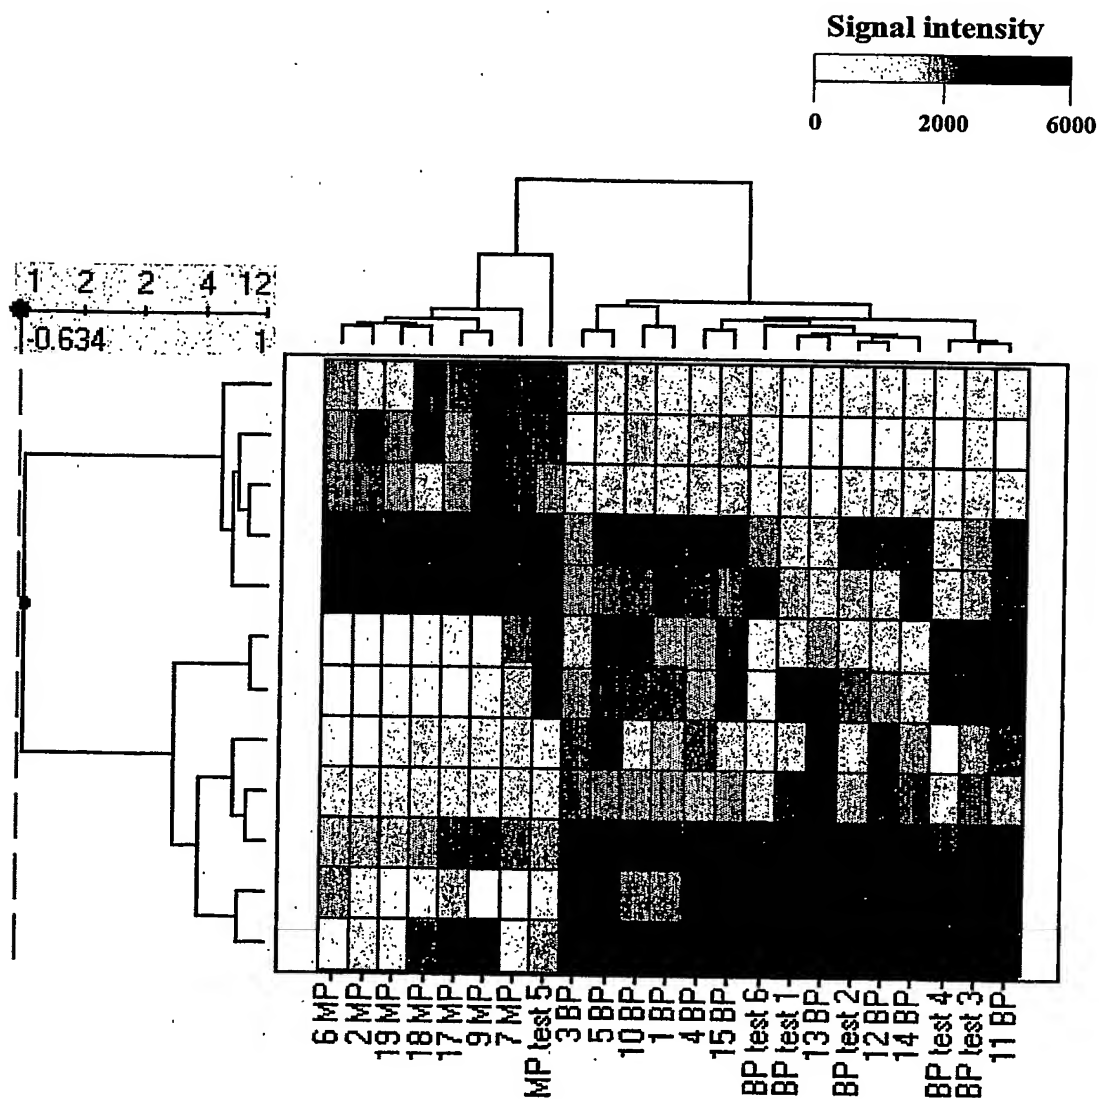 Signal intensity
0 2000 6000
1 2 2 4 12
-0.634 1
6 MP
2 MP
19 MP
18 MP
17 MP
9 MP
7 MP
MP test 5
3 BP
5 BP
10 BP
1 BP
4 BP
15 BP
BP test 6
BP test 1
13 BP
BP test 2
12 BP
14 BP
BP test 4
BP test 3
11 BP